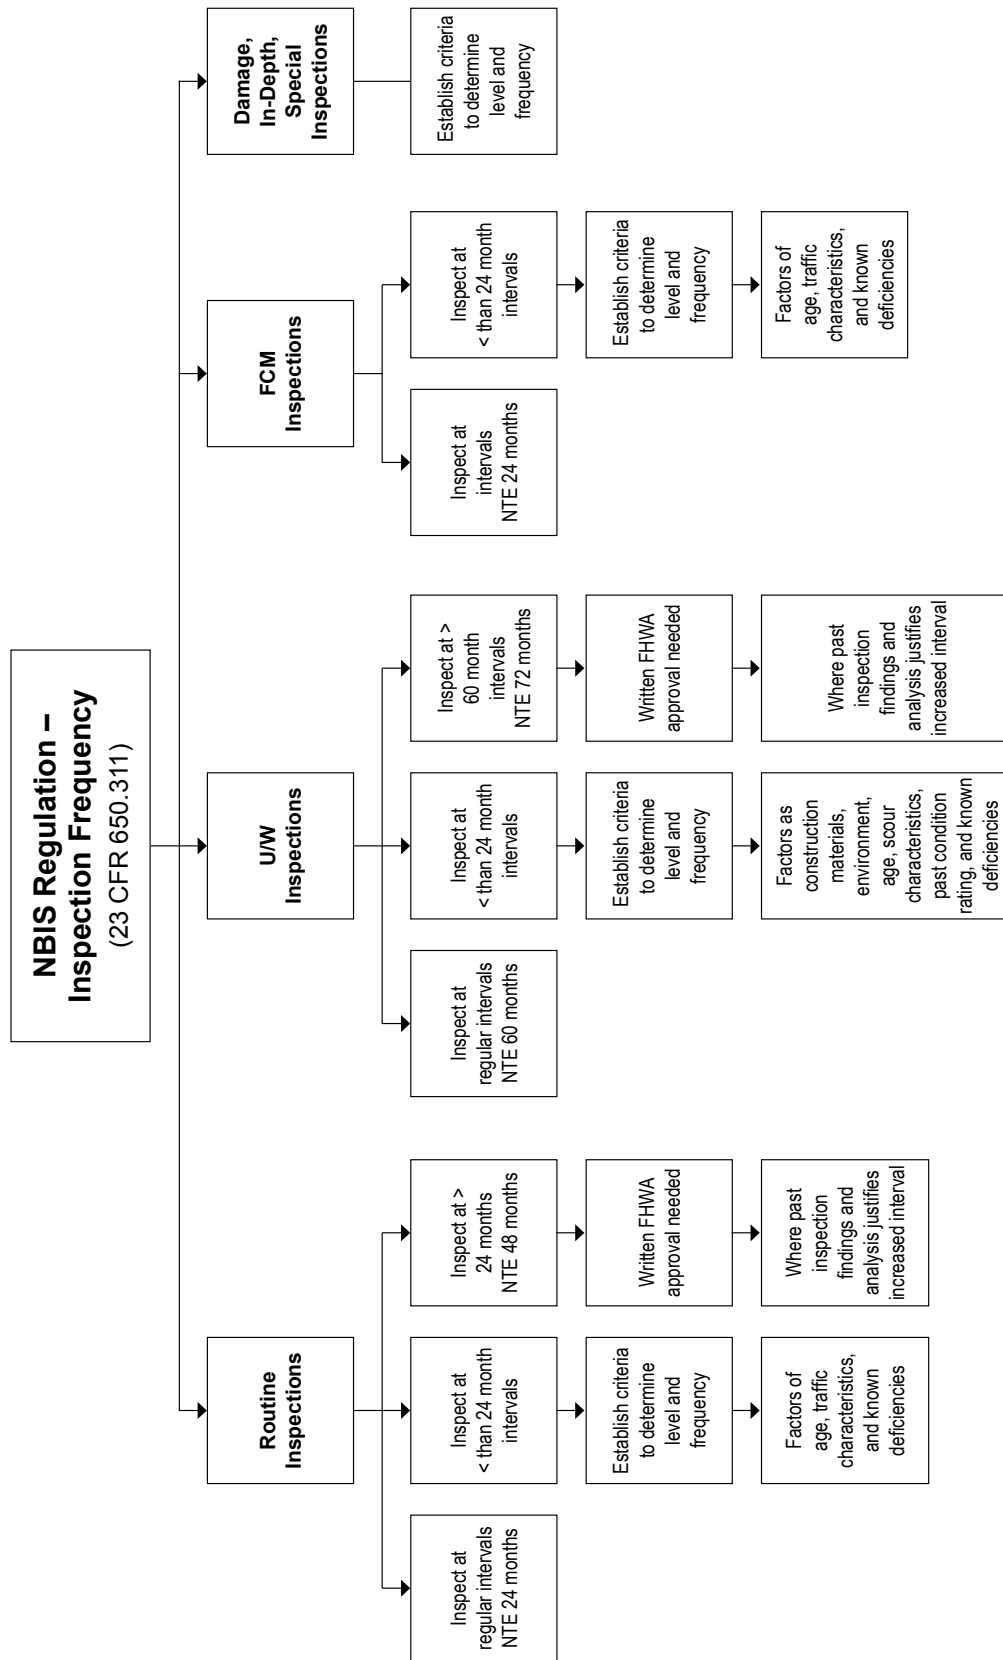 NBIS Regulation –
Inspection Frequency
(23 CFR 650.311)
Routine
Inspections
Inspect at
regular intervals
NTE 24 months
Inspect at
< than 24 month
intervals
Establish criteria
to determine
level and
frequency
Factors of
age, traffic
characteristics,
and known
deficiencies
Inspect at >
24 months
NTE 48 months
Written FHWA
approval needed
Where past
inspection
findings and
analysis justifies
increased interval
U/W
Inspections
Inspect at
regular intervals
NTE 60 months
Inspect at
< than 24 month
intervals
Establish criteria
to determine
level and
frequency
Factors as
construction
materials,
environment,
age, scour
characteristics,
past condition
rating, and known
deficiencies
Inspect at >
60 month
intervals
NTE 72 months
Written FHWA
approval needed
Where past
inspection
findings and
analysis justifies
increased interval
FCM
Inspections
Inspect at
intervals
NTE 24 months
Inspect at
< than 24 month
intervals
Establish criteria
to determine
level and
frequency
Factors of
age, traffic
characteristics,
and known
deficiencies
Damage,
In-Depth,
Special
Inspections
Establish criteria
to determine
level and
frequency